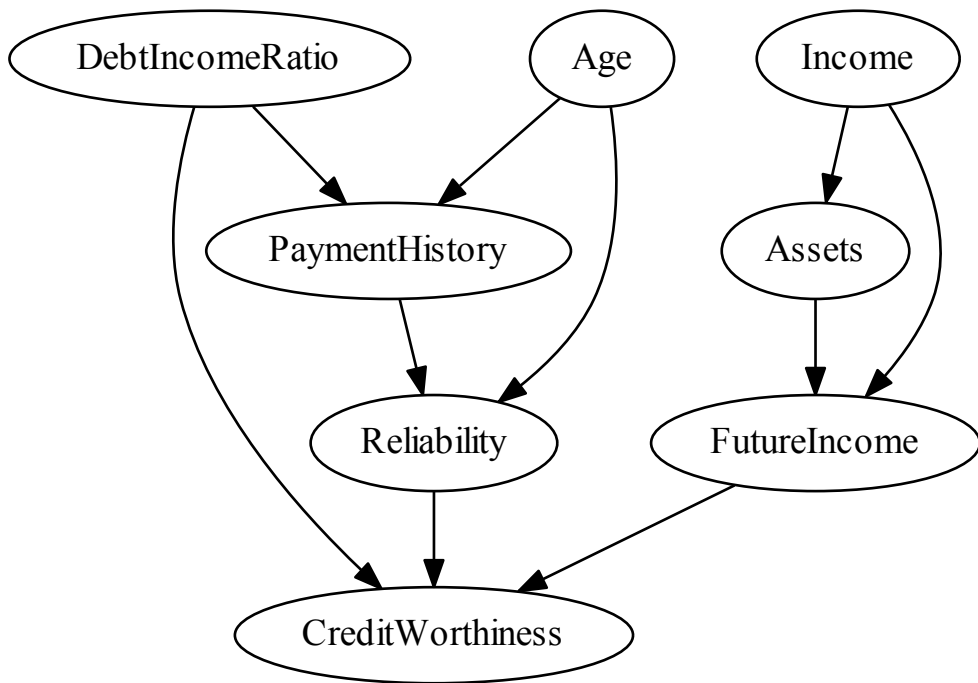 DebtIncomeRatio
Age
Income
PaymentHistory
Assets
Reliability
FutureIncome
CreditWorthiness